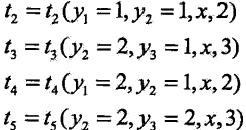 t₂ = t₂(y₁ = 1, y₂ = 1, x, 2)
t₃ = t₃(y₂ = 2, y₃ = 1, x, 3)
t₄ = t₄(y₁ = 2, y₂ = 1, x, 2)
t₅ = t₅(y₂ = 2, y₃ = 2, x, 3)